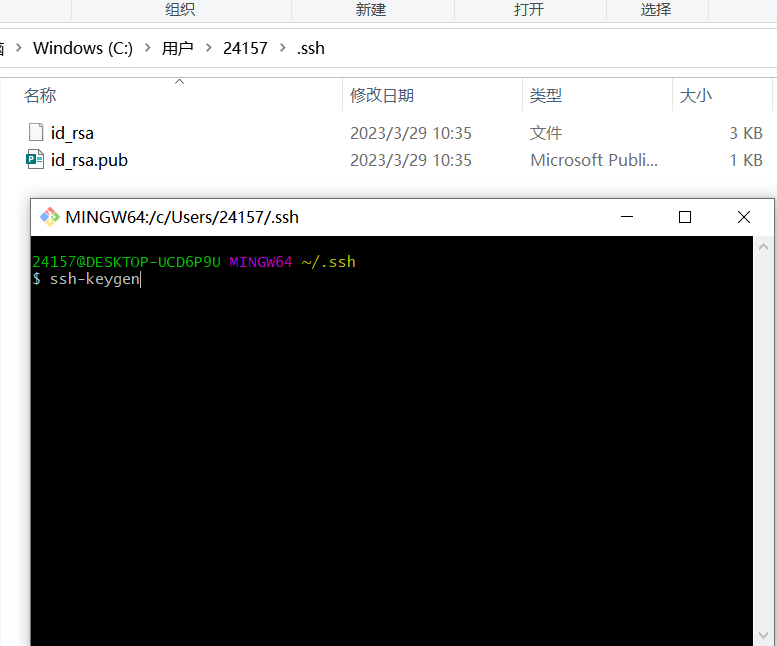 组织 新建 打开 选择
Windows (C:) 用户 24157 .ssh
名称 修改日期 类型 大小
id_rsa 2023/3/29 10:35 文件 3 KB
id_rsa.pub 2023/3/29 10:35 Microsoft Publi... 1 KB
MINGW64:/c/Users/24157/.ssh
24157@DESKTOP-UCD6P9U MINGW64 ~/.ssh
$ ssh-keygen